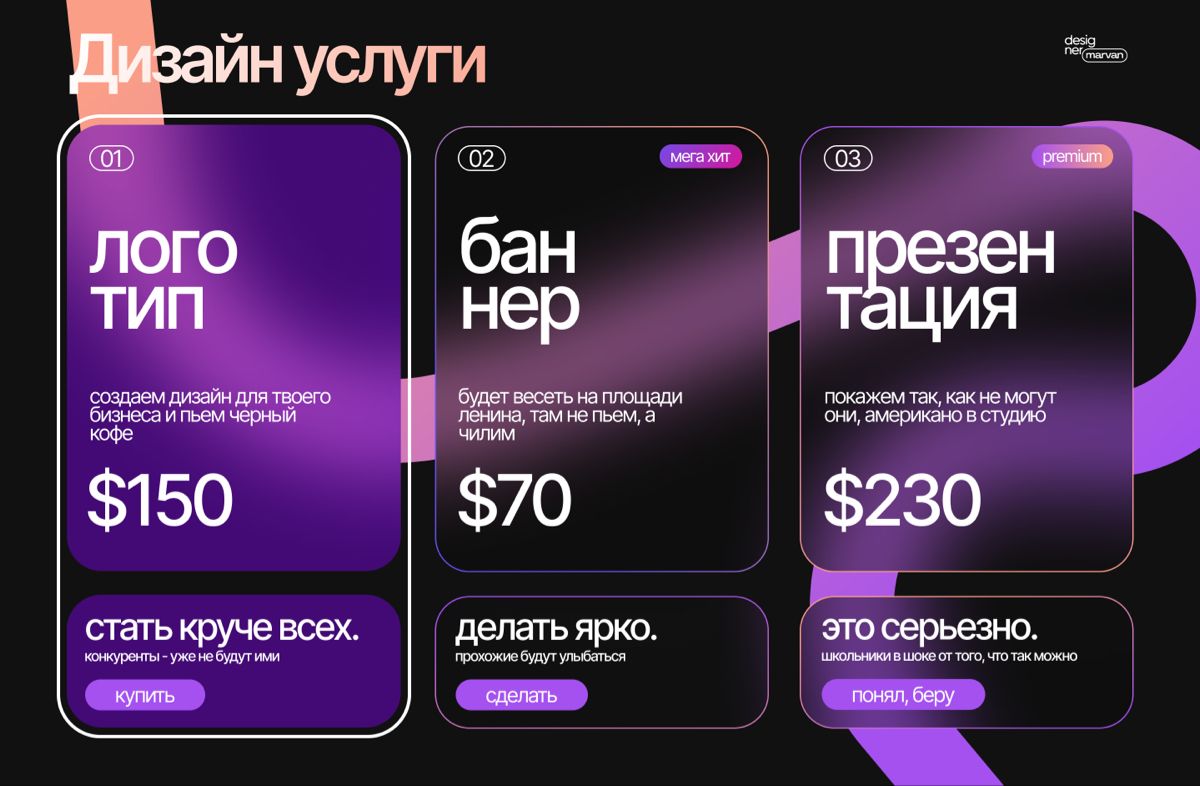 Дизайн услуги
desig
ner marvan
01
лого
тип
создаем дизайн для твоего
бизнеса и пьем черный
кофе
$150
стать круче всех.
конкуренты - уже не будут ими
купить
02
мега хит
бан
нер
будет весеть на площади
ленина, там не пьем, а
чилим
$70
делать ярко.
прохожие будут улыбаться
сделать
03
premium
презен
тация
покажем так, как не могут
они, американо в студию
$230
это серьезно.
школьники в шоке от того, что так можно
понял, беру